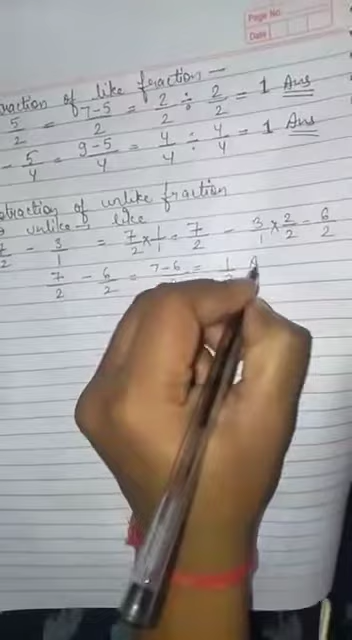 Page No.
Date
raction of like fraction –
5/2 = 7-5/2 = 2/2 ÷ 2/2 = 1 Ans
- 5/4 = 9-5/4 = 4/4 ÷ 4/4 = 1 Ans
traction of unlike fraction
unlike → like
7/2 - 3/1 = 7/2 × 1/1 = 7/2 - 3/1 × 2/2 = 6/2
7/2 - 6/2 = 7-6/2 = 1/2 A